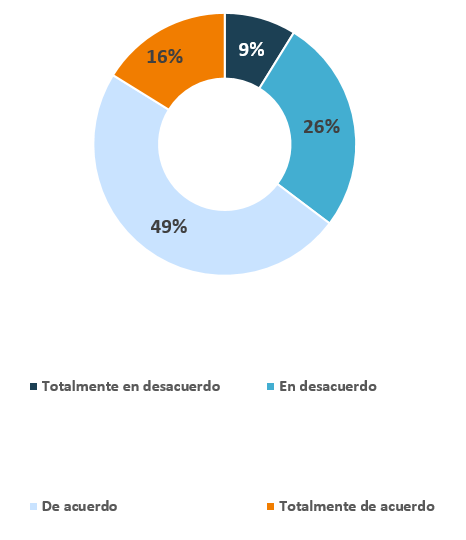 9%
16%
26%
49%
Totalmente en desacuerdo
En desacuerdo
De acuerdo
Totalmente de acuerdo